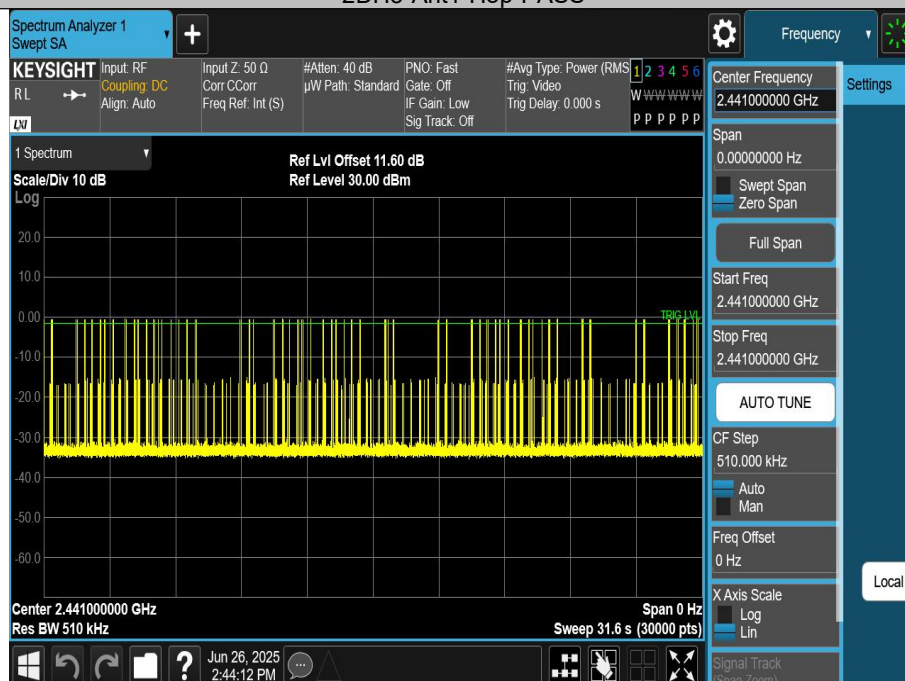 Spectrum Analyzer 1
Swept SA
Frequency
KEYSIGHT
RL
LXI
Input: RF
Coupling: DC
Align: Auto
Input Z: 50 Ω
Corr CCorr
Freq Ref: Int (S)
#Atten: 40 dB
µW Path: Standard
PNO: Fast
Gate: Off
IF Gain: Low
Sig Track: Off
#Avg Type: Power (RMS
Trig: Video
Trig Delay: 0.000 s
1 2 3 4 5 6
W W W W W W
P P P P P P
1 Spectrum
Scale/Div 10 dB
Ref Lvl Offset 11.60 dB
Ref Level 30.00 dBm
Log
20.0
10.0
0.00
TRIG LVL
-10.0
-20.0
-30.0
-40.0
-50.0
-60.0
Center 2.441000000 GHz
Res BW 510 kHz
Span 0 Hz
Sweep 31.6 s (30000 pts)
Center Frequency
2.441000000 GHz
Settings
Span
0.00000000 Hz
Swept Span
Zero Span
Full Span
Start Freq
2.441000000 GHz
Stop Freq
2.441000000 GHz
AUTO TUNE
CF Step
510.000 kHz
Auto
Man
Freq Offset
0 Hz
Local
X Axis Scale
Log
Lin
Signal Track
(Span Zoom)
?
Jun 26, 2025
2:44:12 PM